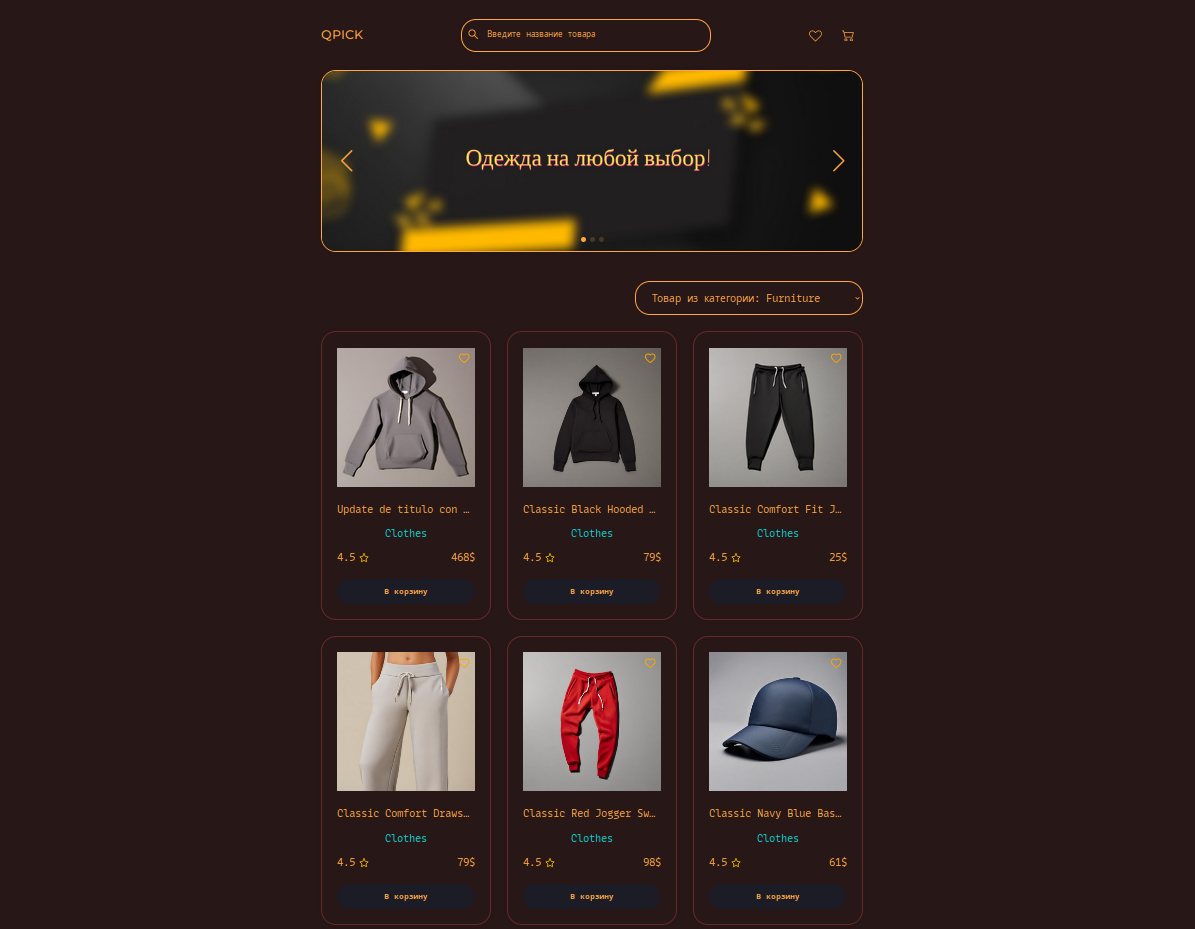 QPICK
Введите название товара
Одежда на любой выбор!
Товар из категории: Furniture
Update de titulo con …
Classic Black Hooded …
Classic Comfort Fit J…
Clothes
Clothes
Clothes
4.5 468$
4.5 79$
4.5 25$
В корзину
В корзину
В корзину
Classic Comfort Draws…
Classic Red Jogger Sw…
Classic Navy Blue Bas…
Clothes
Clothes
Clothes
4.5 79$
4.5 98$
4.5 61$
В корзину
В корзину
В корзину